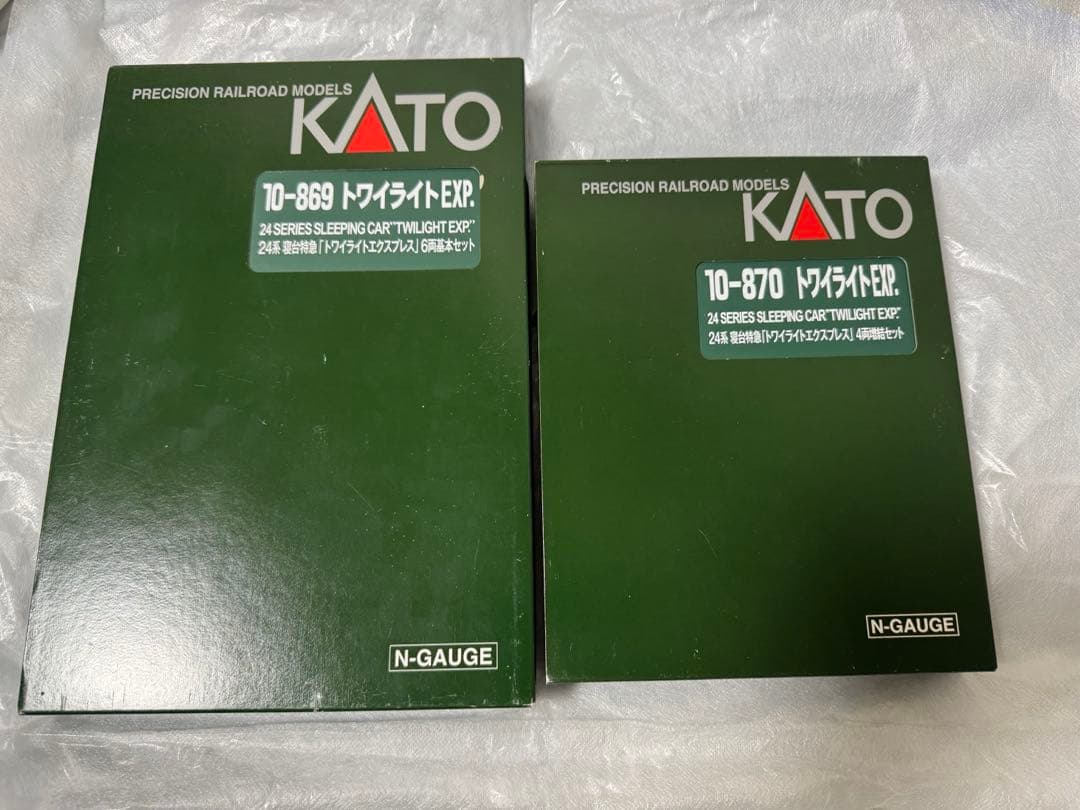 PRECISION RAILROAD MODELS
KATO
10-869 トワイライトEXP.
24 SERIES SLEEPING CAR"TWILIGHT EXP."
24系 寝台特急「トワイライトエクスプレス」6両基本セット
N-GAUGE
PRECISION RAILROAD MODELS
KATO
10-870 トワイライトEXP.
24 SERIES SLEEPING CAR"TWILIGHT EXP."
24系 寝台特急「トワイライトエクスプレス」4両増結セット
N-GAUGE